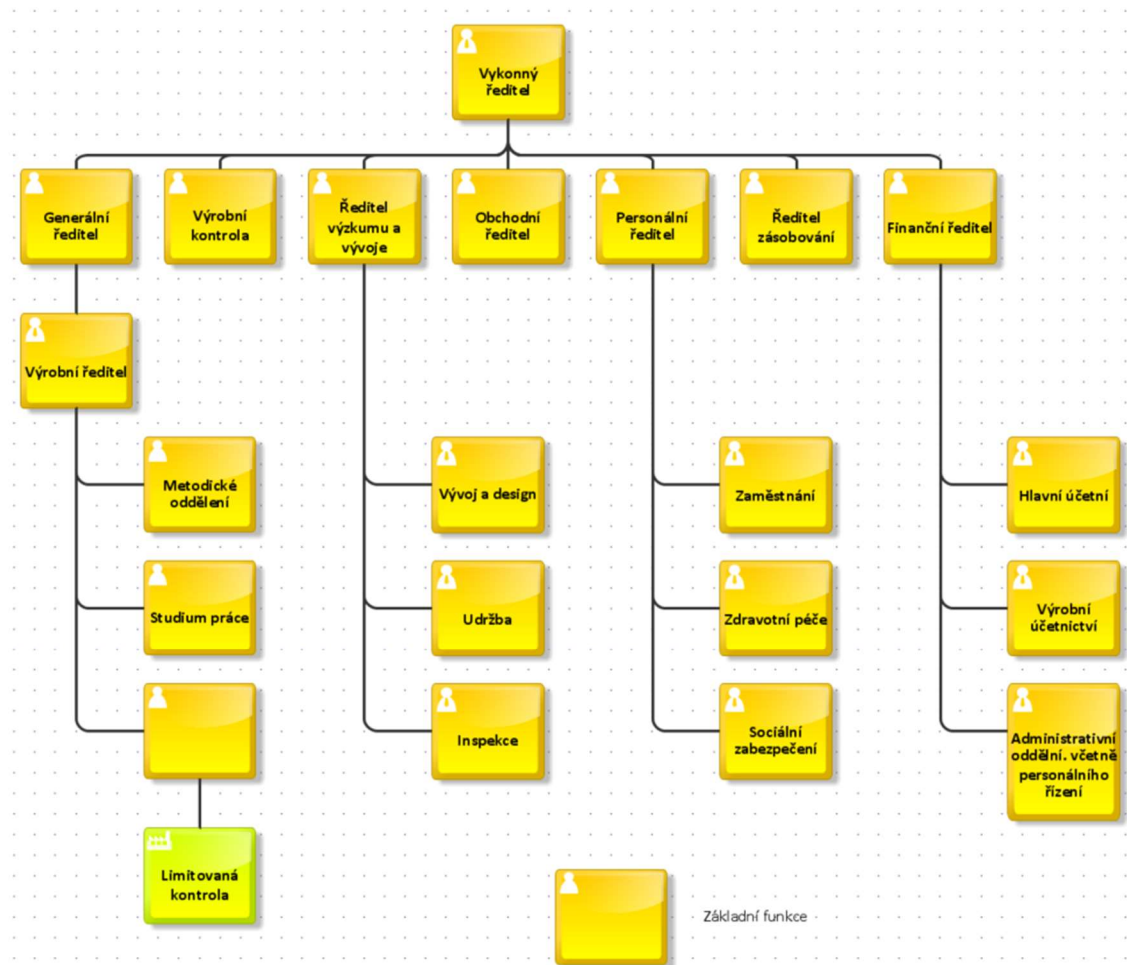 Vykonný
ředitel
Generální
ředitel
Výrobní
kontrola
Ředitel
výzkumu a
vývoje
Obchodní
ředitel
Personální
ředitel
Ředitel
zásobování
Finanční ředitel
Výrobní ředitel
Metodické
oddělení
Vývoj a design
Zaměstnání
Hlavní účetní
Studium práce
Udržba
Zdravotní péče
Výrobní
účetnictví
Inspekce
Sociální
zabezpečení
Administrativní
oddělní. včetně
personálního
řízení
Limitovaná
kontrola
Základní funkce